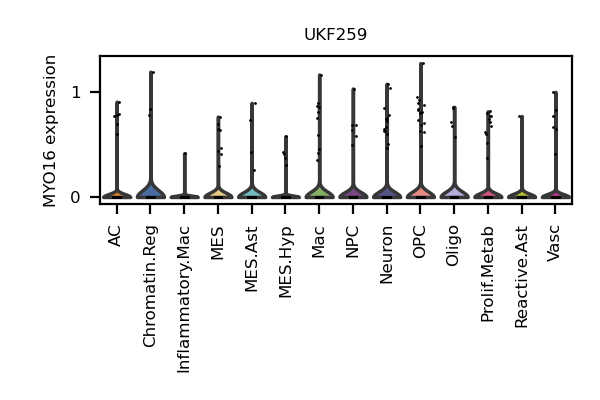 UKF259
MYO16 expression
1
0
AC
Chromatin.Reg
Inflammatory.Mac
MES
MES.Ast
MES.Hyp
Mac
NPC
Neuron
OPC
Oligo
Prolif.Metab
Reactive.Ast
Vasc